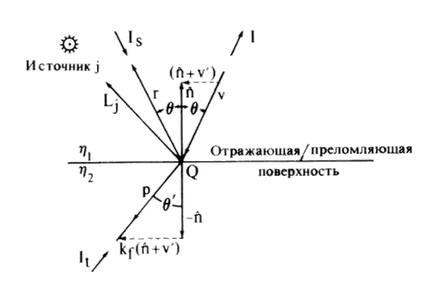 I_s
I
Источник j
(n̂+v′)
n̂
r
θ
θ
v
L_j
η₁
Отражающая/преломляющая
η₂
Q
поверхность
p
θ′
-n̂
I_t
k_f(n̂+v′)